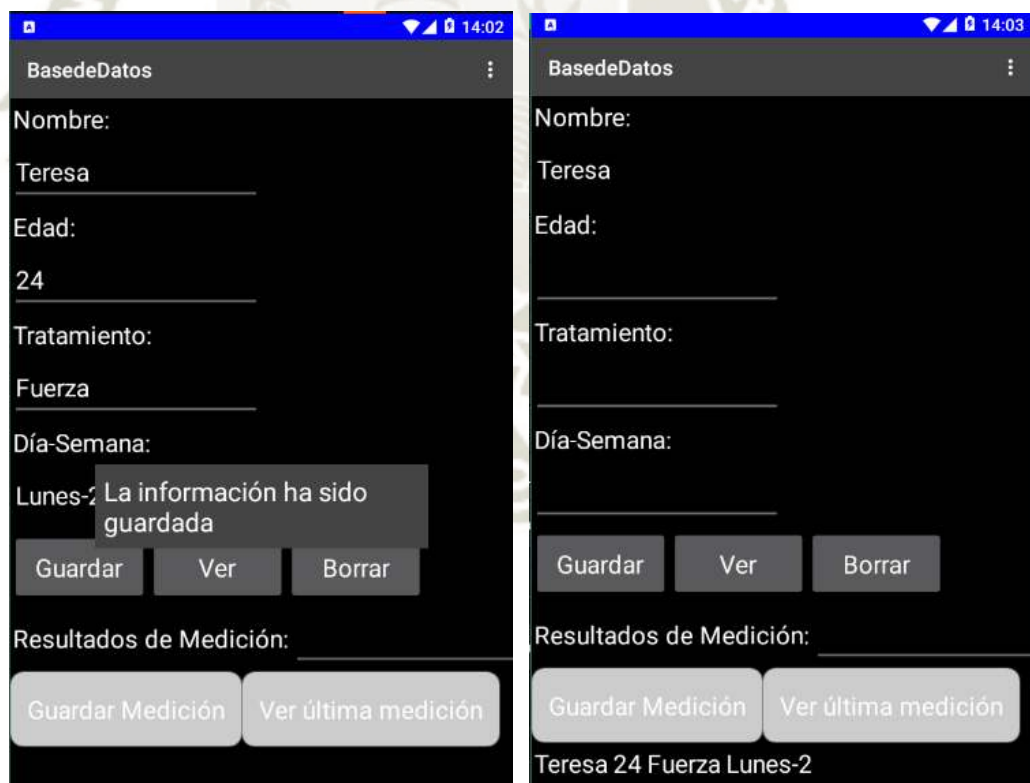 14:02
BasedeDatos
Nombre:
Teresa
Edad:
24
Tratamiento:
Fuerza
Día-Semana:
Lunes-2
La información ha sido
guardada
Guardar Ver Borrar
Resultados de Medición:
Guardar Medición Ver última medición
14:03
BasedeDatos
Nombre:
Teresa
Edad:
Tratamiento:
Día-Semana:
Guardar Ver Borrar
Resultados de Medición:
Guardar Medición Ver última medición
Teresa 24 Fuerza Lunes-2